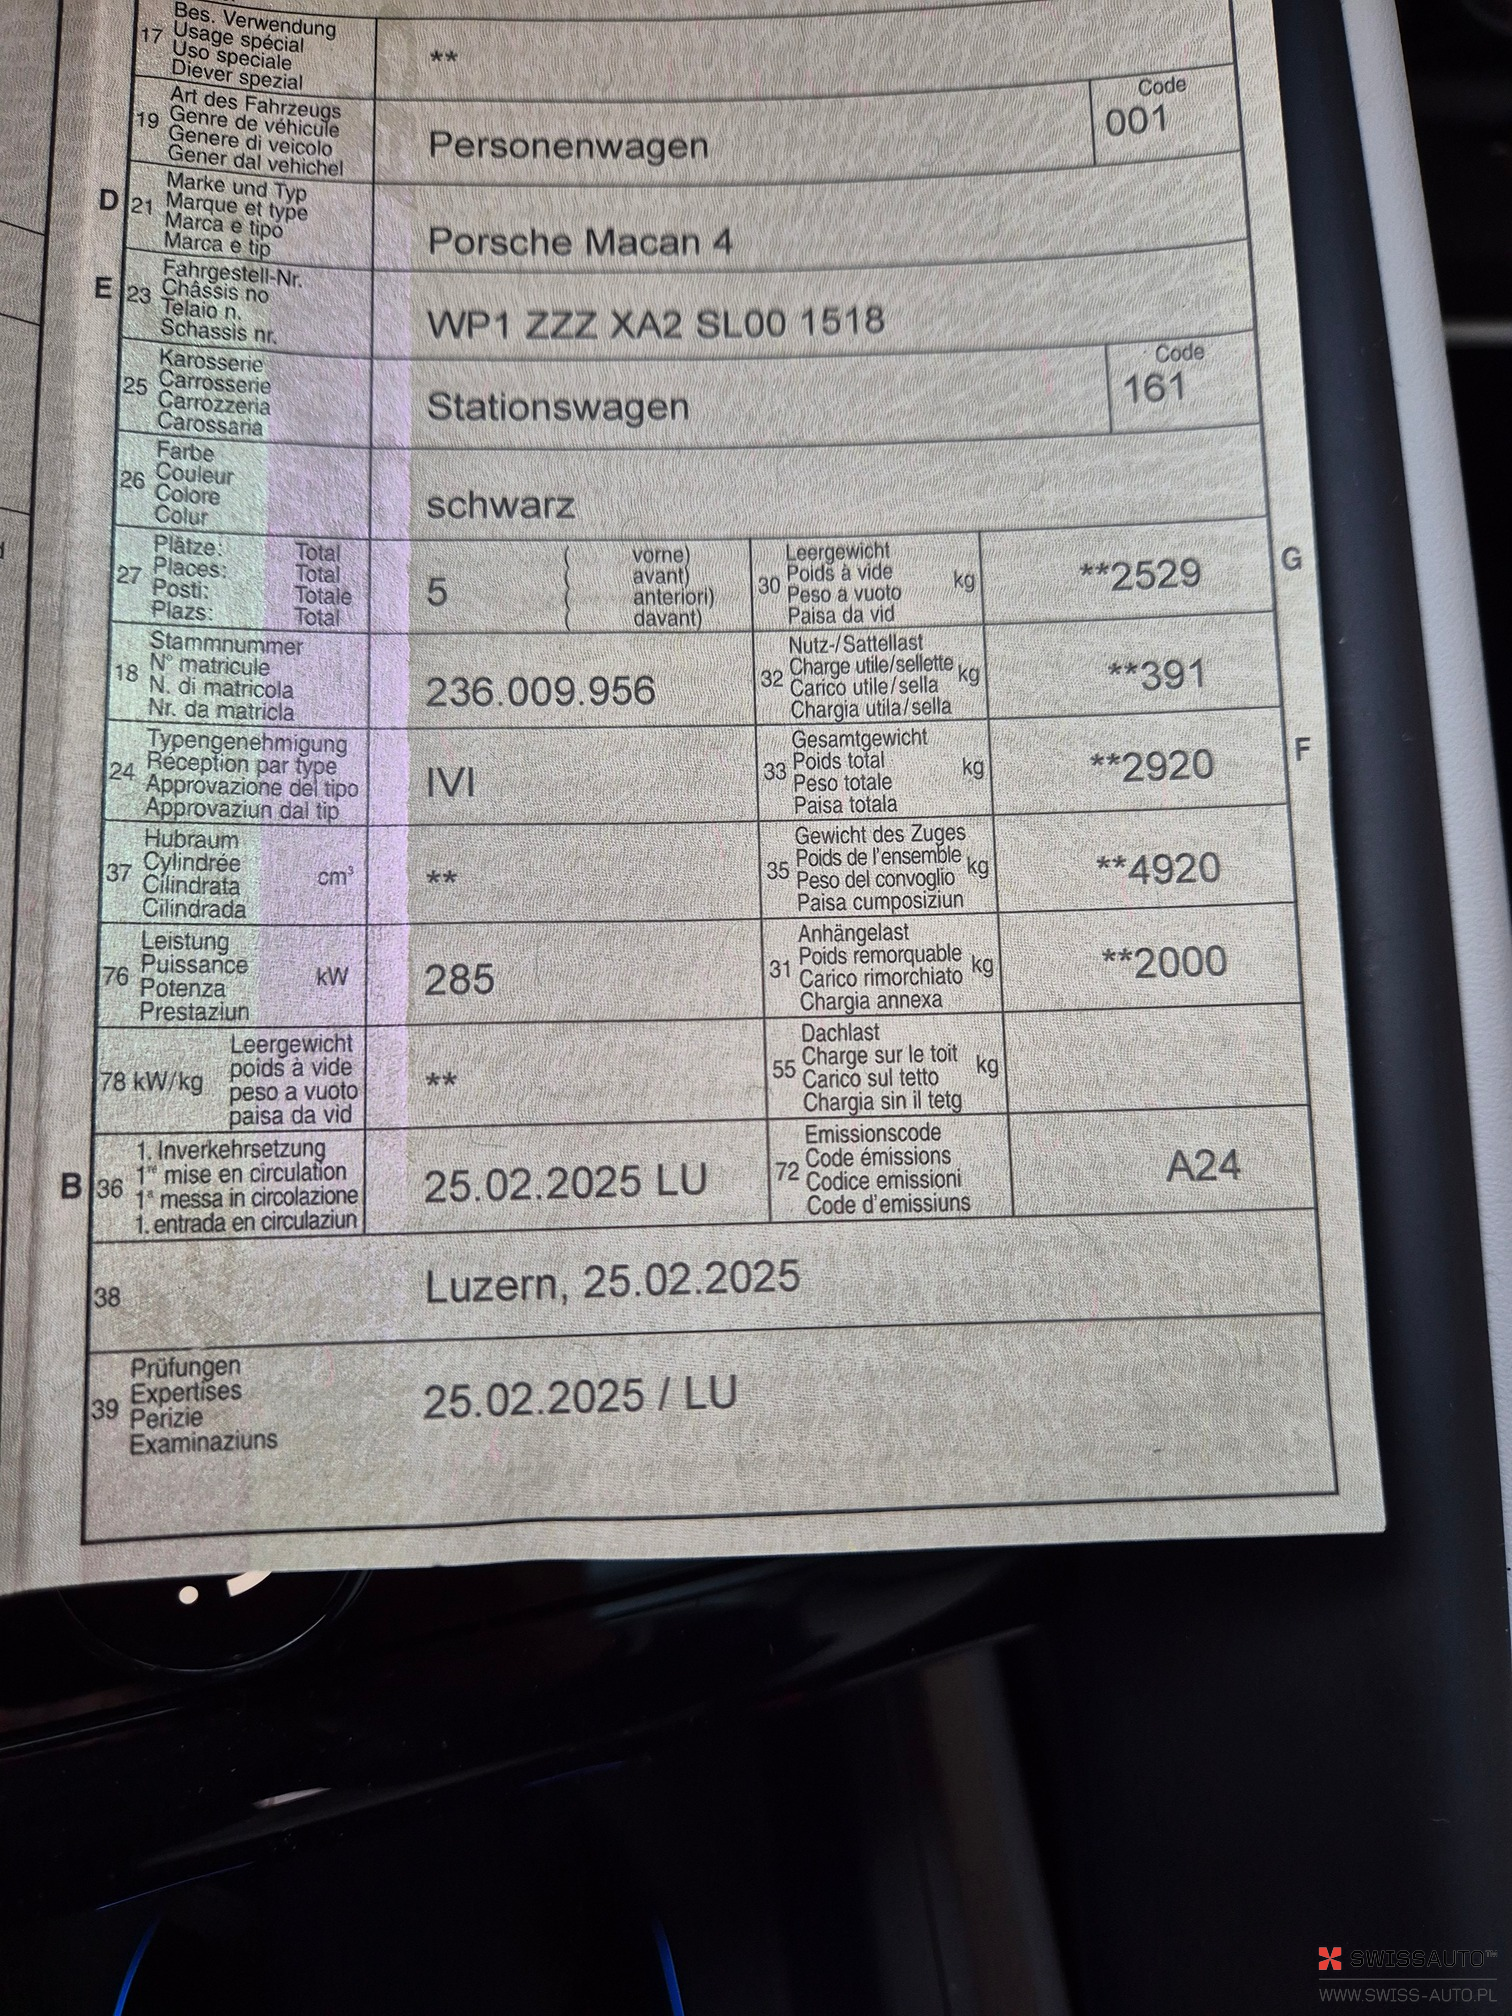 17 Bes. Verwendung
Usage spécial
Uso speciale
Diever spezial
**
19 Art des Fahrzeugs
Genre de véhicule
Genere di veicolo
Gener dal vehichel
Personenwagen
Code
001
D 21 Marke und Typ
Marque et type
Marca e tipo
Marca e tip
Porsche Macan 4
E 23 Fahrgestell-Nr.
Châssis no
Telaio n.
Schassis nr.
WP1 ZZZ XA2 SL00 1518
25 Karosserie
Carrosserie
Carrozzeria
Carossaria
Stationswagen
Code
161
26 Farbe
Couleur
Colore
Colur
schwarz
27 Plätze: Total
Places: Total
Posti: Totale
Plazs: Total
5
( vorne)
( avant)
( anteriori)
( davant)
30 Leergewicht
Poids à vide
Peso a vuoto
Paisa da vid
kg
**2529
G
18 Stammnummer
N° matricule
N. di matricola
Nr. da matricla
236.009.956
32 Nutz-/Sattellast
Charge utile/sellette
Carico utile/sella
Chargia utila/sella
kg
**391
24 Typengenehmigung
Réception par type
Approvazione del tipo
Approvaziun dal tip
IVI
33 Gesamtgewicht
Poids total
Peso totale
Paisa totala
kg
**2920
F
37 Hubraum
Cylindrée
Cilindrata
Cilindrada
cm³
**
35 Gewicht des Zuges
Poids de l'ensemble
Peso del convoglio
Paisa cumposiziun
kg
**4920
76 Leistung
Puissance
Potenza
Prestaziun
kW
285
31 Anhängelast
Poids remorquable
Carico rimorchiato
Chargia annexa
kg
**2000
78 kW/kg
Leergewicht
poids à vide
peso a vuoto
paisa da vid
**
55 Dachlast
Charge sur le toit
Carico sul tetto
Chargia sin il tetg
kg
B 36 1. Inverkehrsetzung
1re mise en circulation
1a messa in circolazione
1. entrada en circulaziun
25.02.2025 LU
72 Emissionscode
Code émissions
Codice emissioni
Code d'emissiuns
A24
38
Luzern, 25.02.2025
39 Prüfungen
Expertises
Perizie
Examinaziuns
25.02.2025 / LU
SWISSAUTO™
WWW.SWISS-AUTO.PL